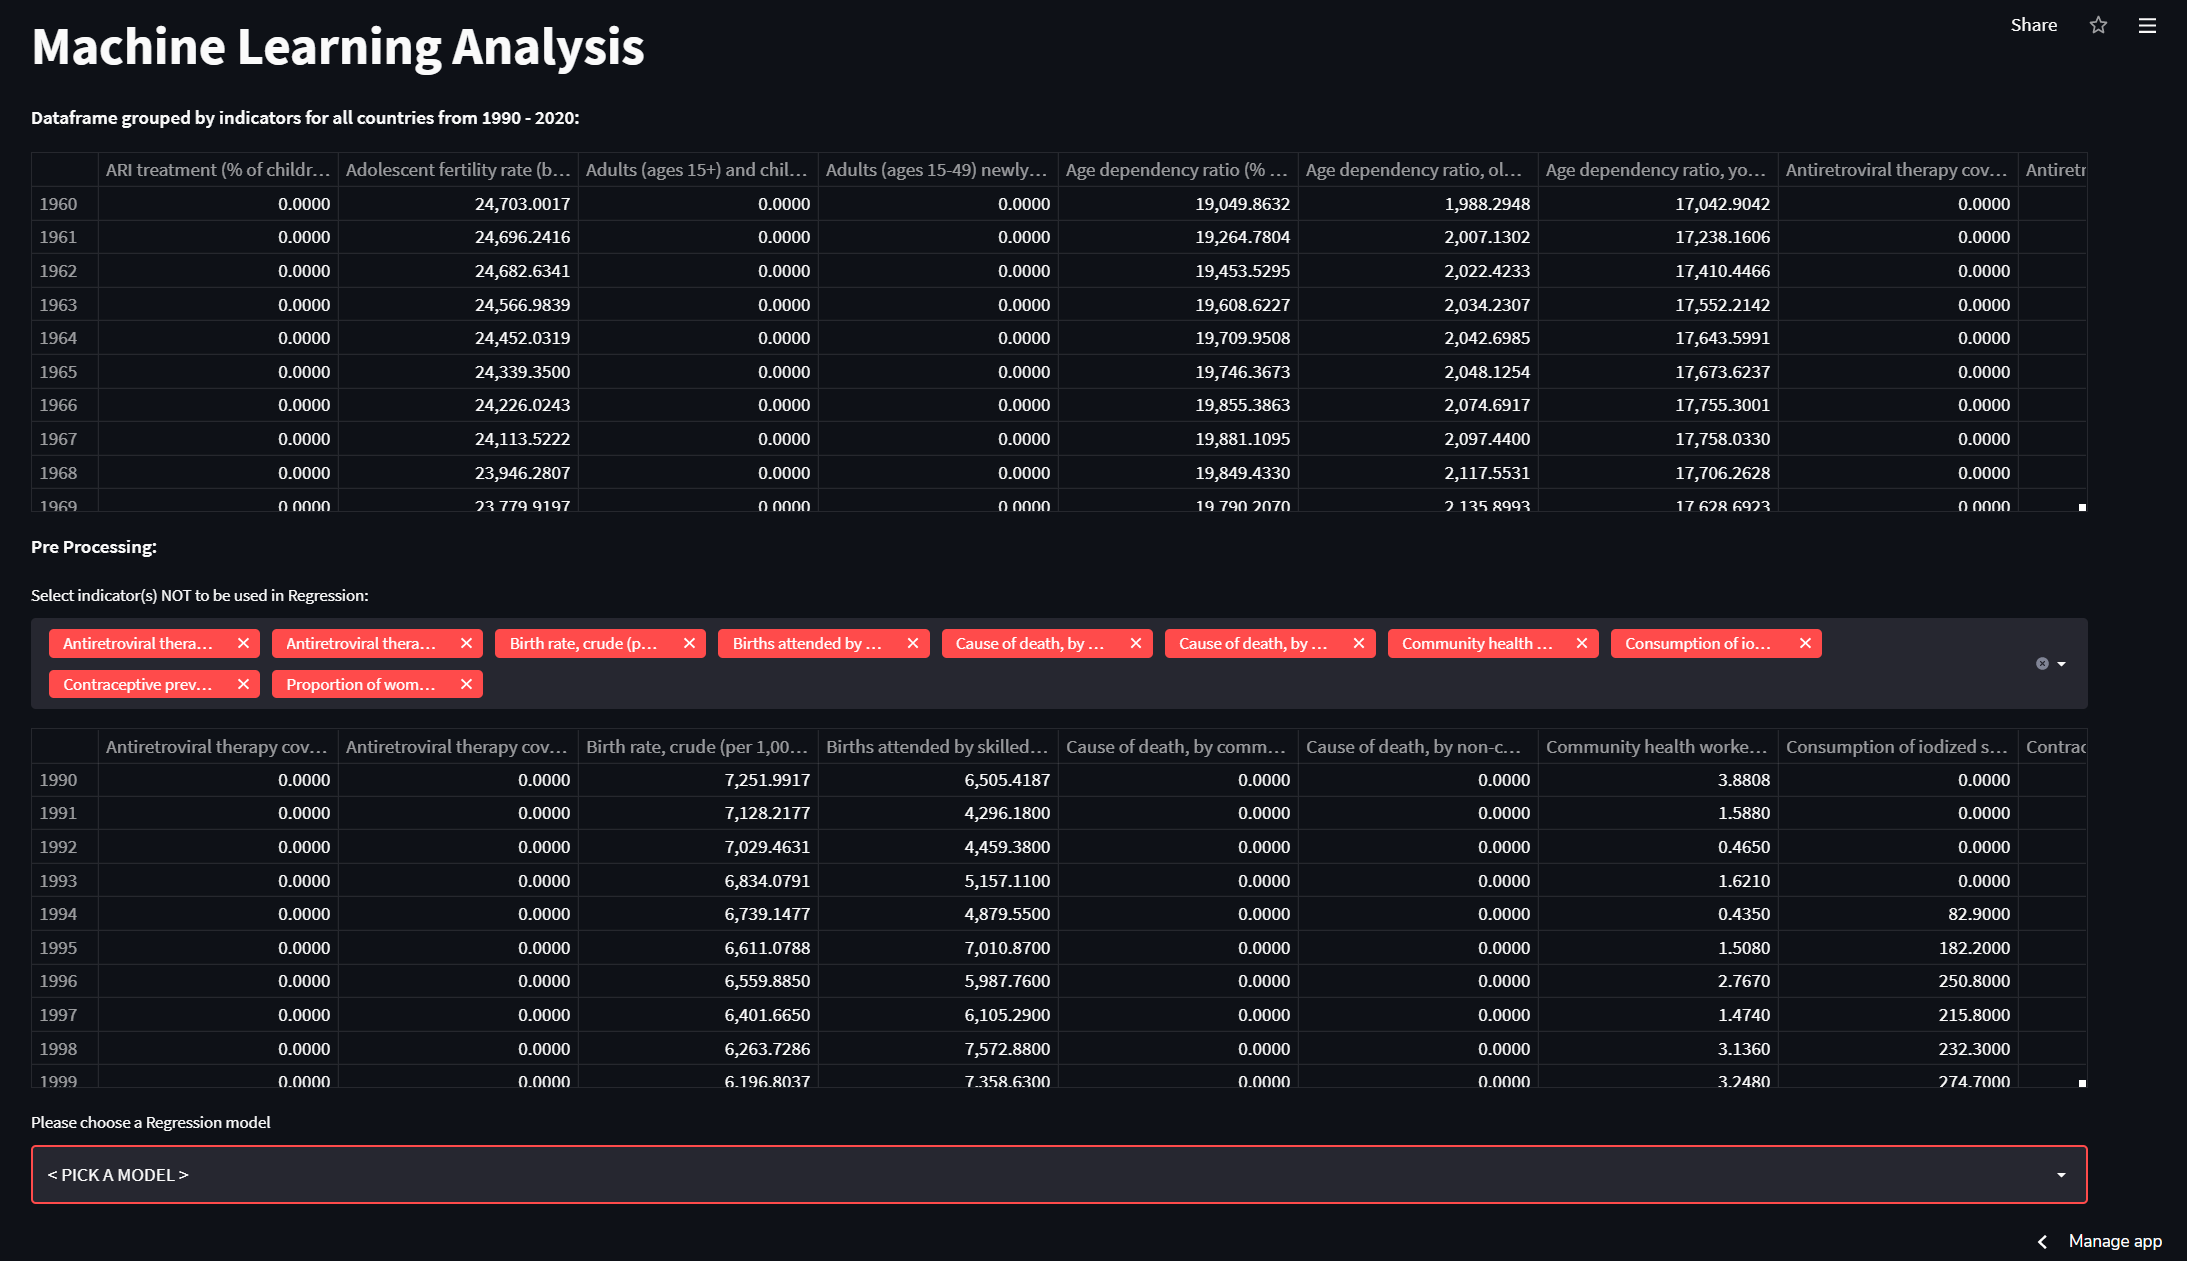 Share
Machine Learning Analysis
Dataframe grouped by indicators for all countries from 1990 - 2020:
ARI treatment (% of childr... Adolescent fertility rate (b... Adults (ages 15+) and chil... Adults (ages 15-49) newly... Age dependency ratio (% ... Age dependency ratio, ol... Age dependency ratio, yo... Antiretroviral therapy cov... Antiretr
1960 0.0000 24,703.0017 0.0000 0.0000 19,049.8632 1,988.2948 17,042.9042 0.0000
1961 0.0000 24,696.2416 0.0000 0.0000 19,264.7804 2,007.1302 17,238.1606 0.0000
1962 0.0000 24,682.6341 0.0000 0.0000 19,453.5295 2,022.4233 17,410.4466 0.0000
1963 0.0000 24,566.9839 0.0000 0.0000 19,608.6227 2,034.2307 17,552.2142 0.0000
1964 0.0000 24,452.0319 0.0000 0.0000 19,709.9508 2,042.6985 17,643.5991 0.0000
1965 0.0000 24,339.3500 0.0000 0.0000 19,746.3673 2,048.1254 17,673.6237 0.0000
1966 0.0000 24,226.0243 0.0000 0.0000 19,855.3863 2,074.6917 17,755.3001 0.0000
1967 0.0000 24,113.5222 0.0000 0.0000 19,881.1095 2,097.4400 17,758.0330 0.0000
1968 0.0000 23,946.2807 0.0000 0.0000 19,849.4330 2,117.5531 17,706.2628 0.0000
1969 0.0000 23,779.9197 0.0000 0.0000 19,790.2070 2,135.8993 17,628.6923 0.0000
Pre Processing:
Select indicator(s) NOT to be used in Regression:
Antiretroviral thera... Antiretroviral thera... Birth rate, crude (p... Births attended by ... Cause of death, by ... Cause of death, by ... Community health ... Consumption of io...
Contraceptive prev... Proportion of wom...
Antiretroviral therapy cov... Antiretroviral therapy cov... Birth rate, crude (per 1,00... Births attended by skilled... Cause of death, by comm... Cause of death, by non-c... Community health worke... Consumption of iodized s... Contrac
1990 0.0000 0.0000 7,251.9917 6,505.4187 0.0000 0.0000 3.8808 0.0000
1991 0.0000 0.0000 7,128.2177 4,296.1800 0.0000 0.0000 1.5880 0.0000
1992 0.0000 0.0000 7,029.4631 4,459.3800 0.0000 0.0000 0.4650 0.0000
1993 0.0000 0.0000 6,834.0791 5,157.1100 0.0000 0.0000 1.6210 0.0000
1994 0.0000 0.0000 6,739.1477 4,879.5500 0.0000 0.0000 0.4350 82.9000
1995 0.0000 0.0000 6,611.0788 7,010.8700 0.0000 0.0000 1.5080 182.2000
1996 0.0000 0.0000 6,559.8850 5,987.7600 0.0000 0.0000 2.7670 250.8000
1997 0.0000 0.0000 6,401.6650 6,105.2900 0.0000 0.0000 1.4740 215.8000
1998 0.0000 0.0000 6,263.7286 7,572.8800 0.0000 0.0000 3.1360 232.3000
1999 0.0000 0.0000 6,196.8037 7,358.6300 0.0000 0.0000 3.2480 274.7000
Please choose a Regression model
< PICK A MODEL >
Manage app